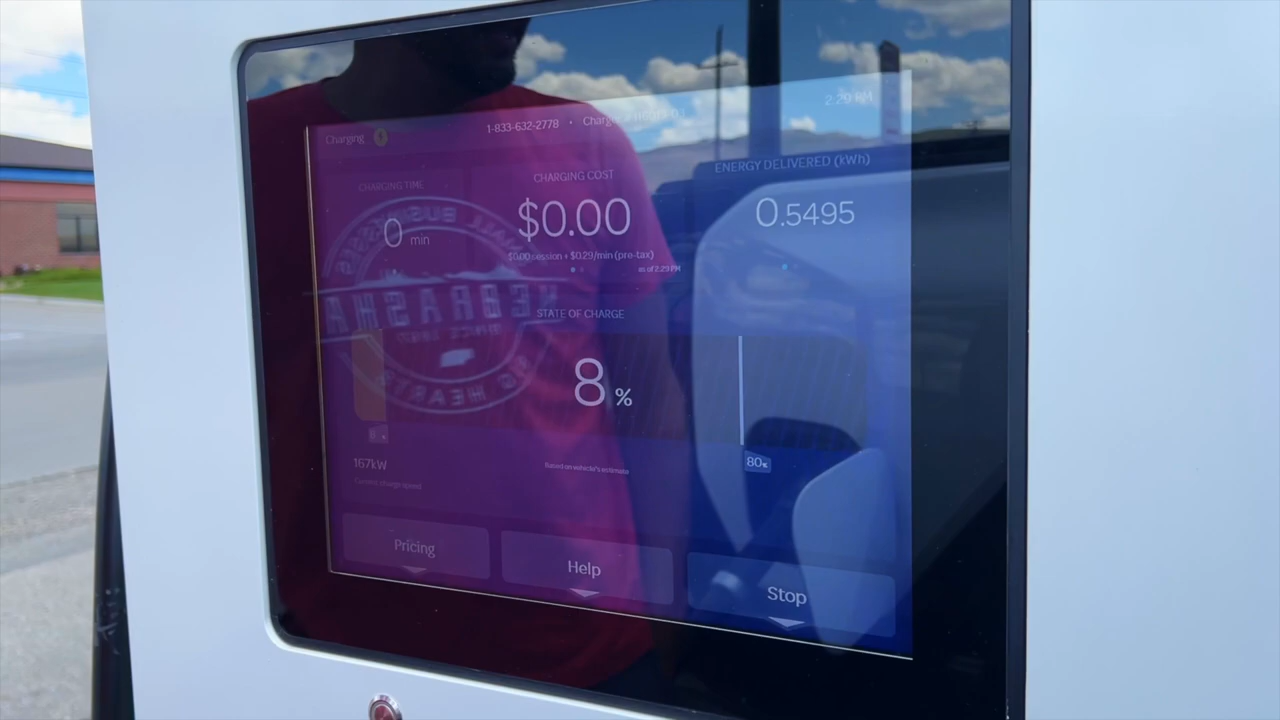 2:29 PM
Charging
1-833-632-2778 •
CHARGING TIME
0 min
CHARGING COST
$0.00
$0.00 session + $0.29/min (pre-tax)
as of 2:29 PM
ENERGY DELIVERED (kWh)
0.5495
STATE OF CHARGE
8 %
80%
167kW
Current charge speed
Based on vehicle's estimate
Pricing
Help
Stop
NEBRASKA